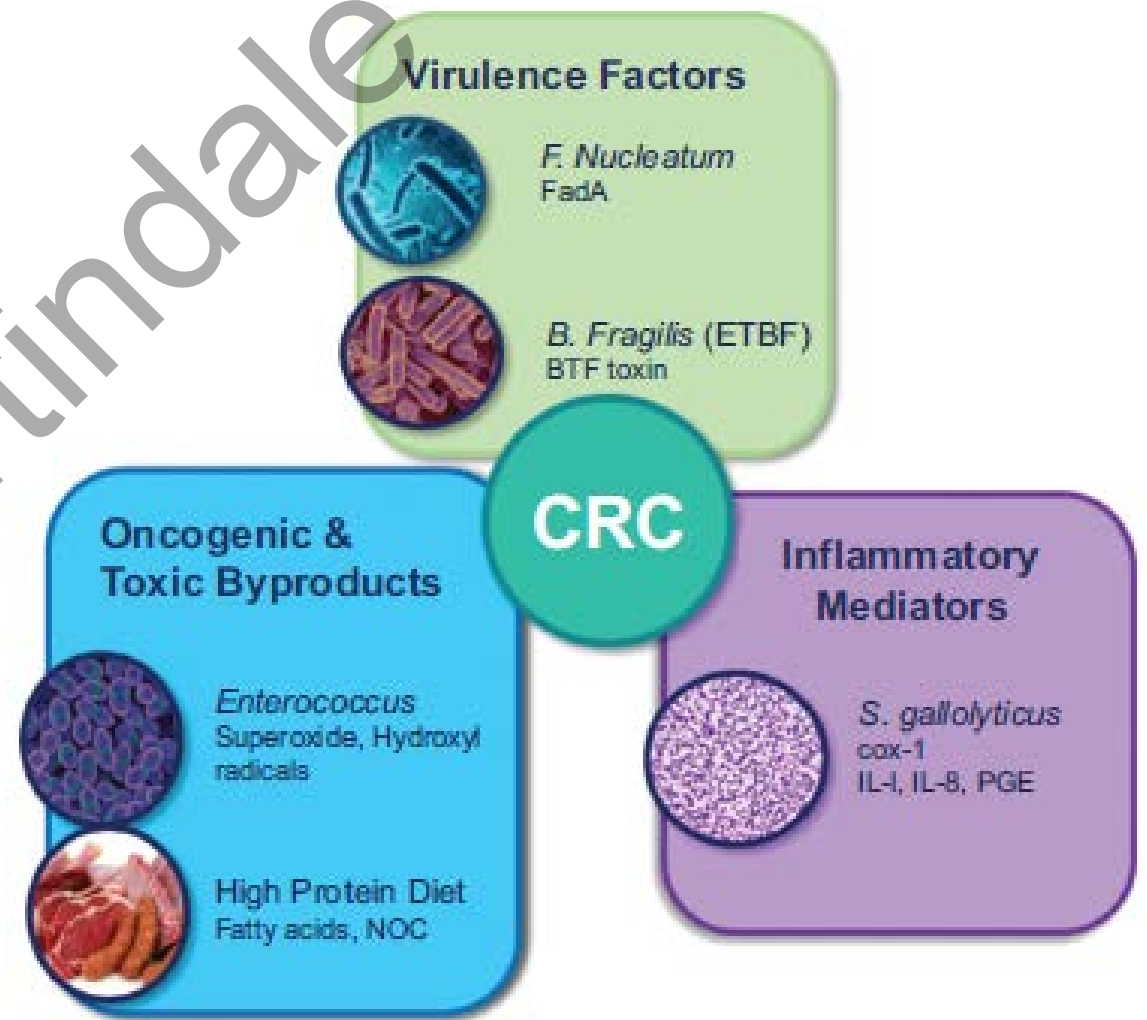 tindale
Virulence Factors
F. Nucleatum
FadA
B. Fragilis (ETBF)
BTF toxin
CRC
Oncogenic &
Toxic Byproducts
Enterococcus
Superoxide, Hydroxyl
radicals
High Protein Diet
Fatty acids, NOC
Inflammatory
Mediators
S. gallolyticus
cox-1
IL-I, IL-8, PGE